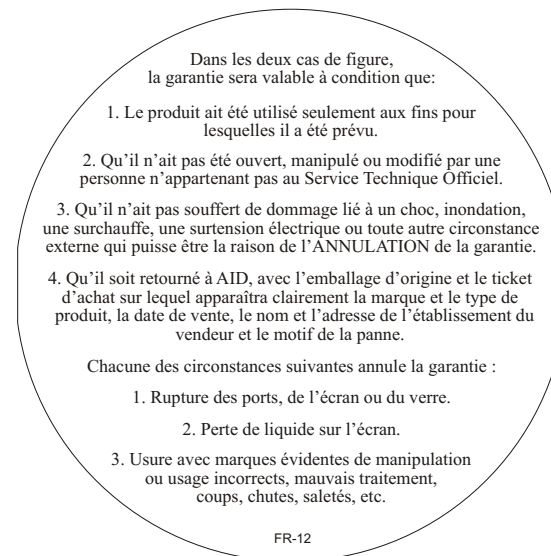 Dans les deux cas de figure,
la garantie sera valable à condition que:
1. Le produit ait été utilisé seulement aux fins pour
lesquelles il a été prévu.
2. Qu'il n'ait pas été ouvert, manipulé ou modifié par une
personne n'appartenant pas au Service Technique Officiel.
3. Qu'il n'ait pas souffert de dommage lié à un choc, inondation,
une surchauffe, une surtension électrique ou toute autre circonstance
externe qui puisse être la raison de l'ANNULATION de la garantie.
4. Qu'il soit retourné à AID, avec l'emballage d'origine et le ticket
d'achat sur lequel apparaîtra clairement la marque et le type de
produit, la date de vente, le nom et l'adresse de l'établissement du
vendeur et le motif de la panne.
Chacune des circonstances suivantes annule la garantie :
1. Rupture des ports, de l'écran ou du verre.
2. Perte de liquide sur l'écran.
3. Usure avec marques évidentes de manipulation
ou usage incorrects, mauvais traitement,
coups, chutes, saletés, etc.
FR-12